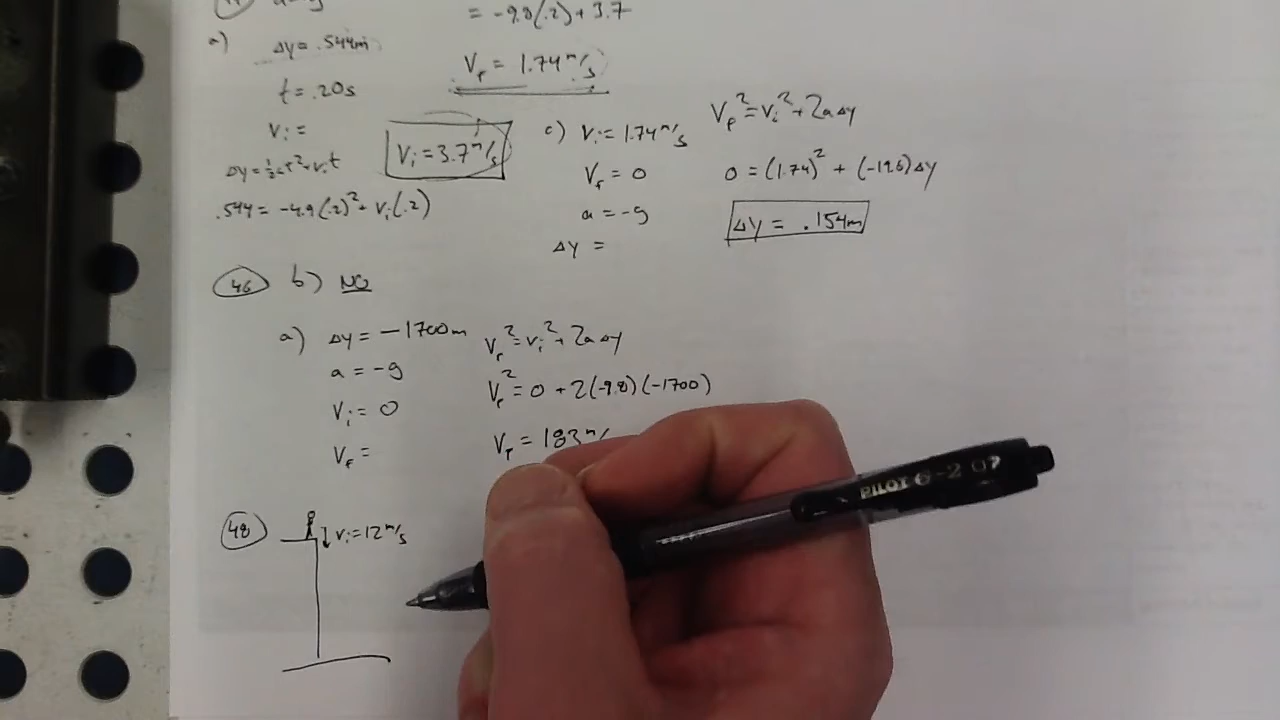 = -9.8(.2) + 3.7
a)
Δy = .544m
Vf = 1.74 m/s
t = .20s
Vi =
Vi = 3.7 m/s
Δy = ½at² + vit
.544 = -4.9(.2)² + Vi(.2)
c) Vi = 1.74 m/s
Vf = 0
a = -g
Δy =
Vf² = Vi² + 2aΔy
0 = (1.74)² + (-19.6)Δy
Δy = .154m
46 b) NO
a) Δy = -1700m
a = -g
Vi = 0
Vf =
Vf² = Vi² + 2aΔy
Vf² = 0 + 2(-9.8)(-1700)
Vf = 183 m/
48 Vi = 12 m/s
PILOT G-2 07